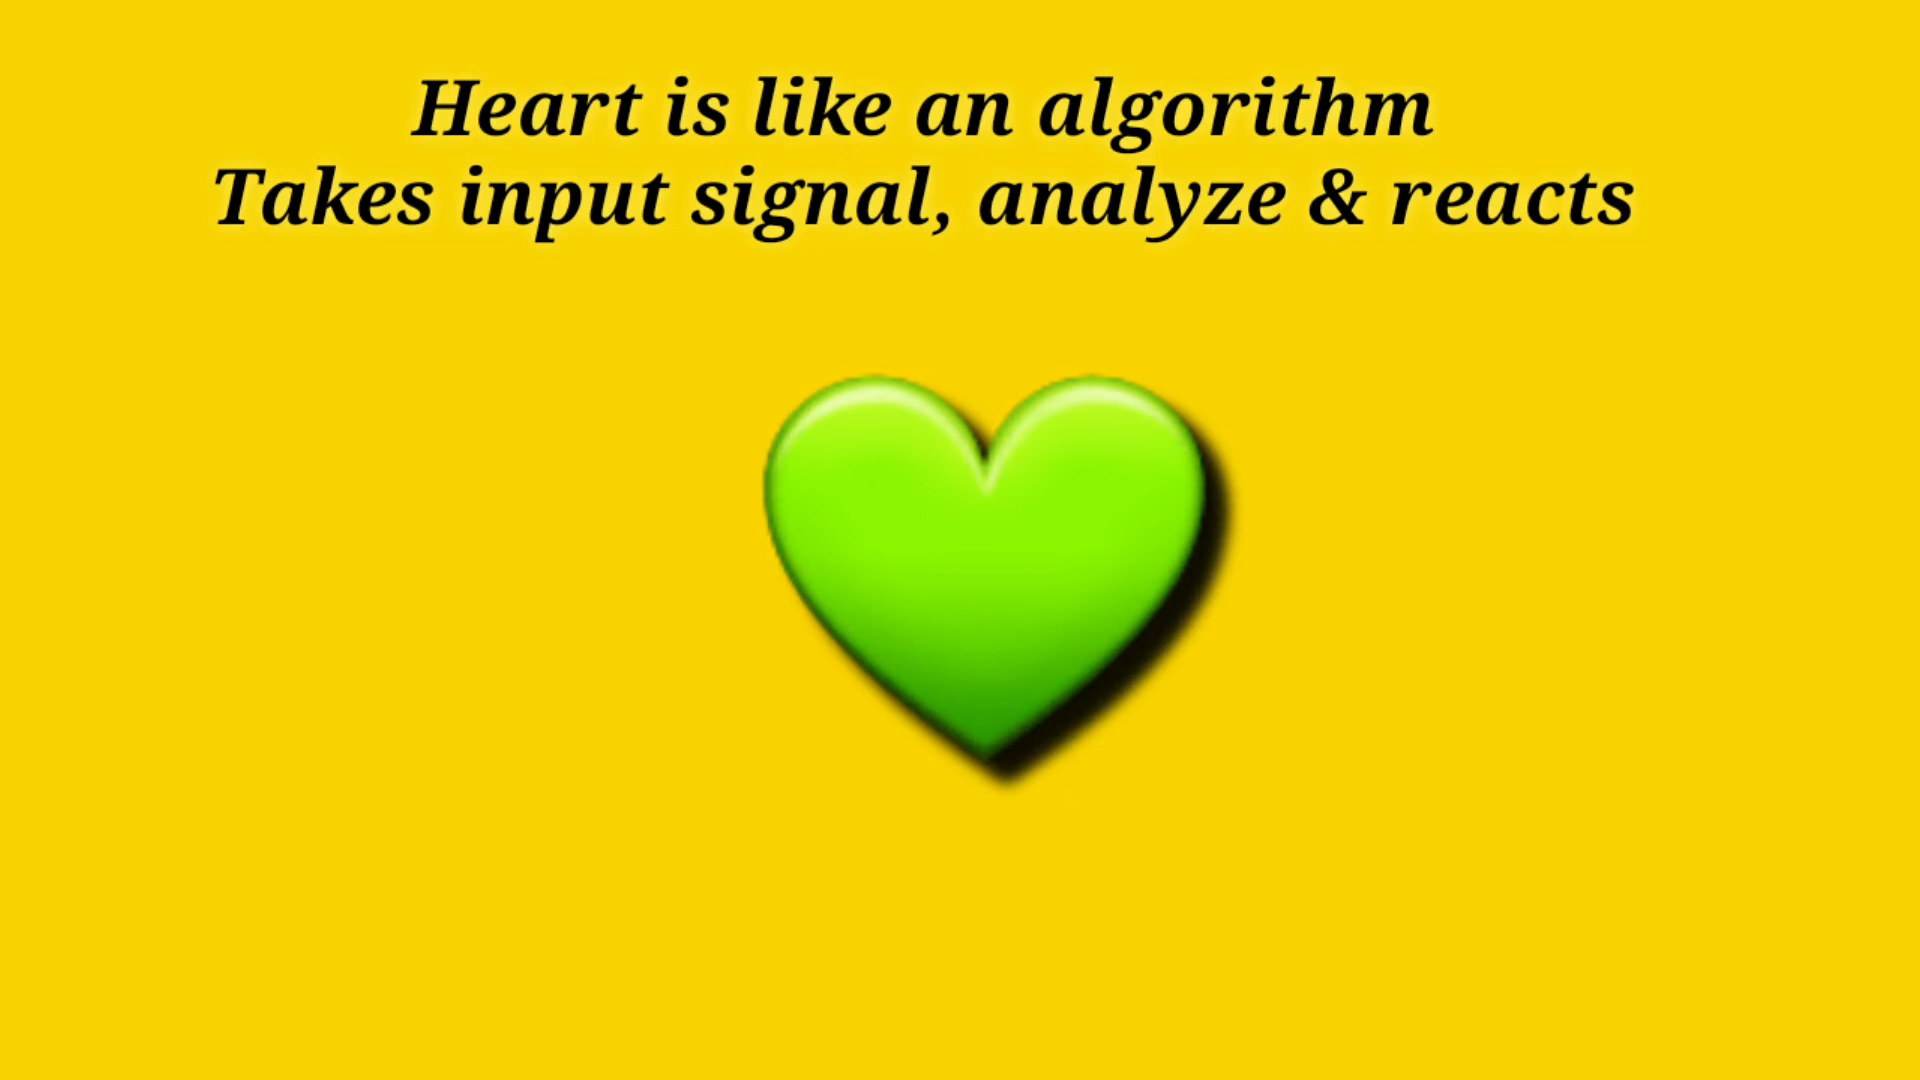 Heart is like an algorithm
Takes input signal, analyze & reacts